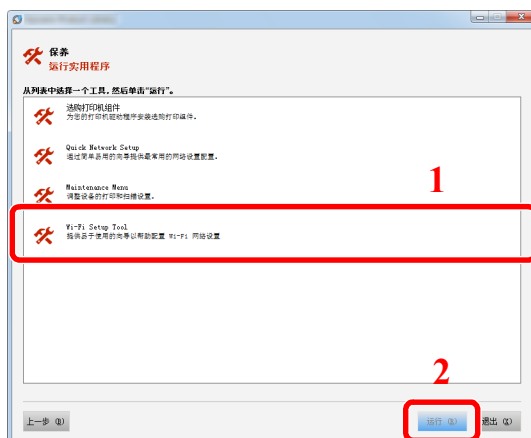 保养
运行实用程序
从列表中选择一个工具，然后单击“运行”。
选购打印机组件
为您的打印机驱动程序安装选购打印组件。
Quick Network Setup
通过简单易用的向导提供最常用的网络设置配置。
Maintenance Menu
调整设备的打印和扫描设置。
1
Wi-Fi Setup Tool
提供易于使用的向导以帮助配置 Wi-Fi 网络设置
2
上一步 (B)
运行 (R)
退出 (X)